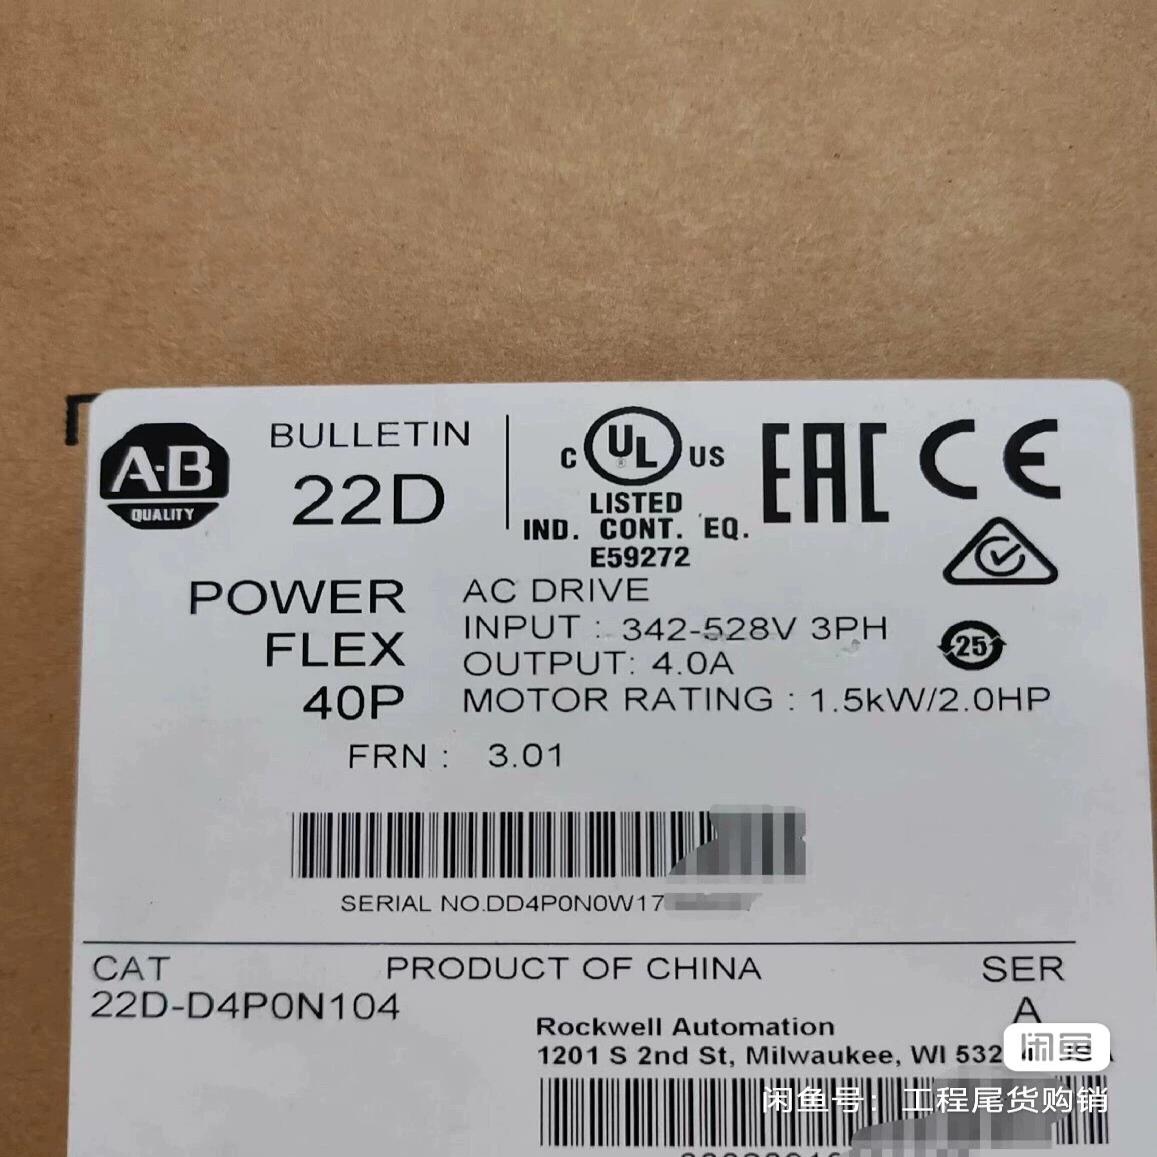 A-B
QUALITY
BULLETIN
22D
C UL US
®
LISTED
IND. CONT. EQ.
E59272
EAC CE
25
POWER
FLEX
40P
AC DRIVE
INPUT : 342-528V 3PH
OUTPUT: 4.0A
MOTOR RATING : 1.5kW/2.0HP
FRN : 3.01
SERIAL NO.DD4P0N0W17
CAT
22D-D4P0N104
PRODUCT OF CHINA
SER
A
Rockwell Automation
1201 S 2nd St, Milwaukee, WI
闲鱼
闲鱼号：工程尾货购销